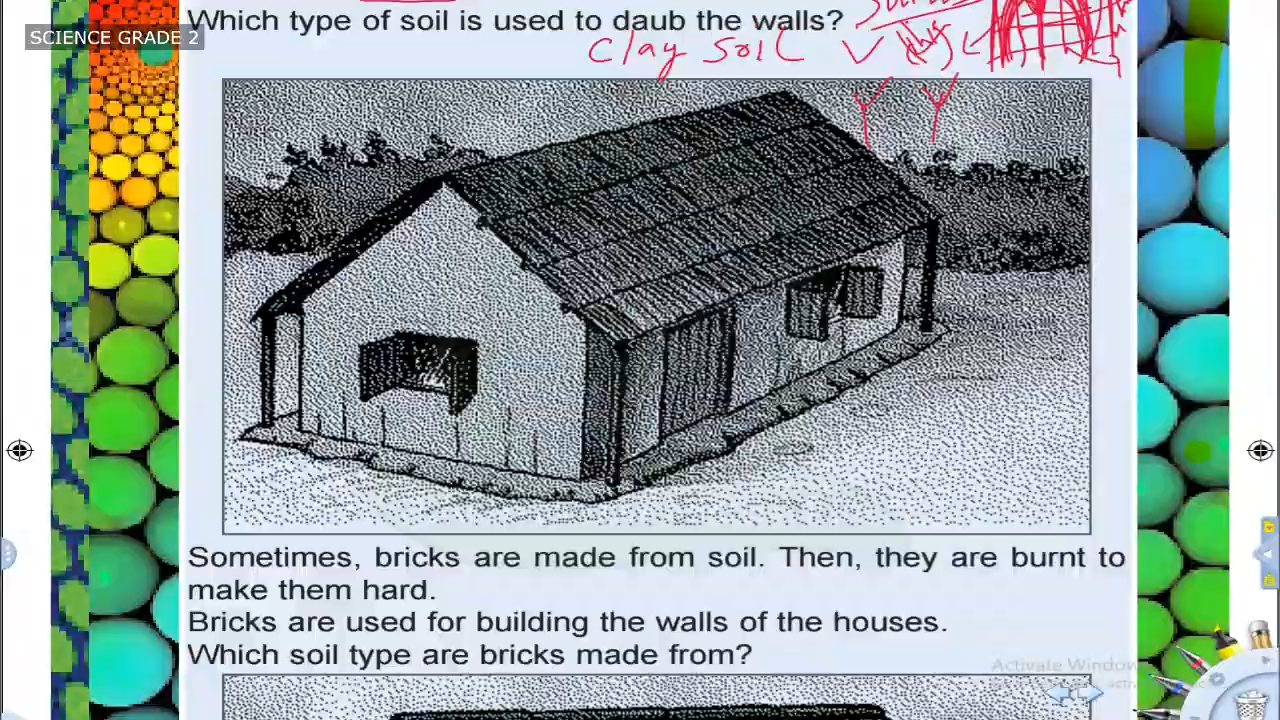 Which type of soil is used to daub the walls?
SCIENCE GRADE 2
clay soil
Sometimes, bricks are made from soil. Then, they are burnt to
make them hard.
Bricks are used for building the walls of the houses.
Which soil type are bricks made from?
Activate Window